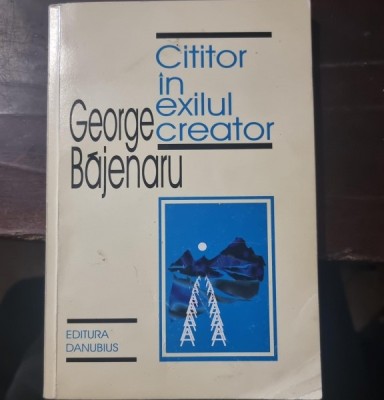 Cititor
în
exilul
creator
George
Băjenaru
EDITURA
DANUBIUS